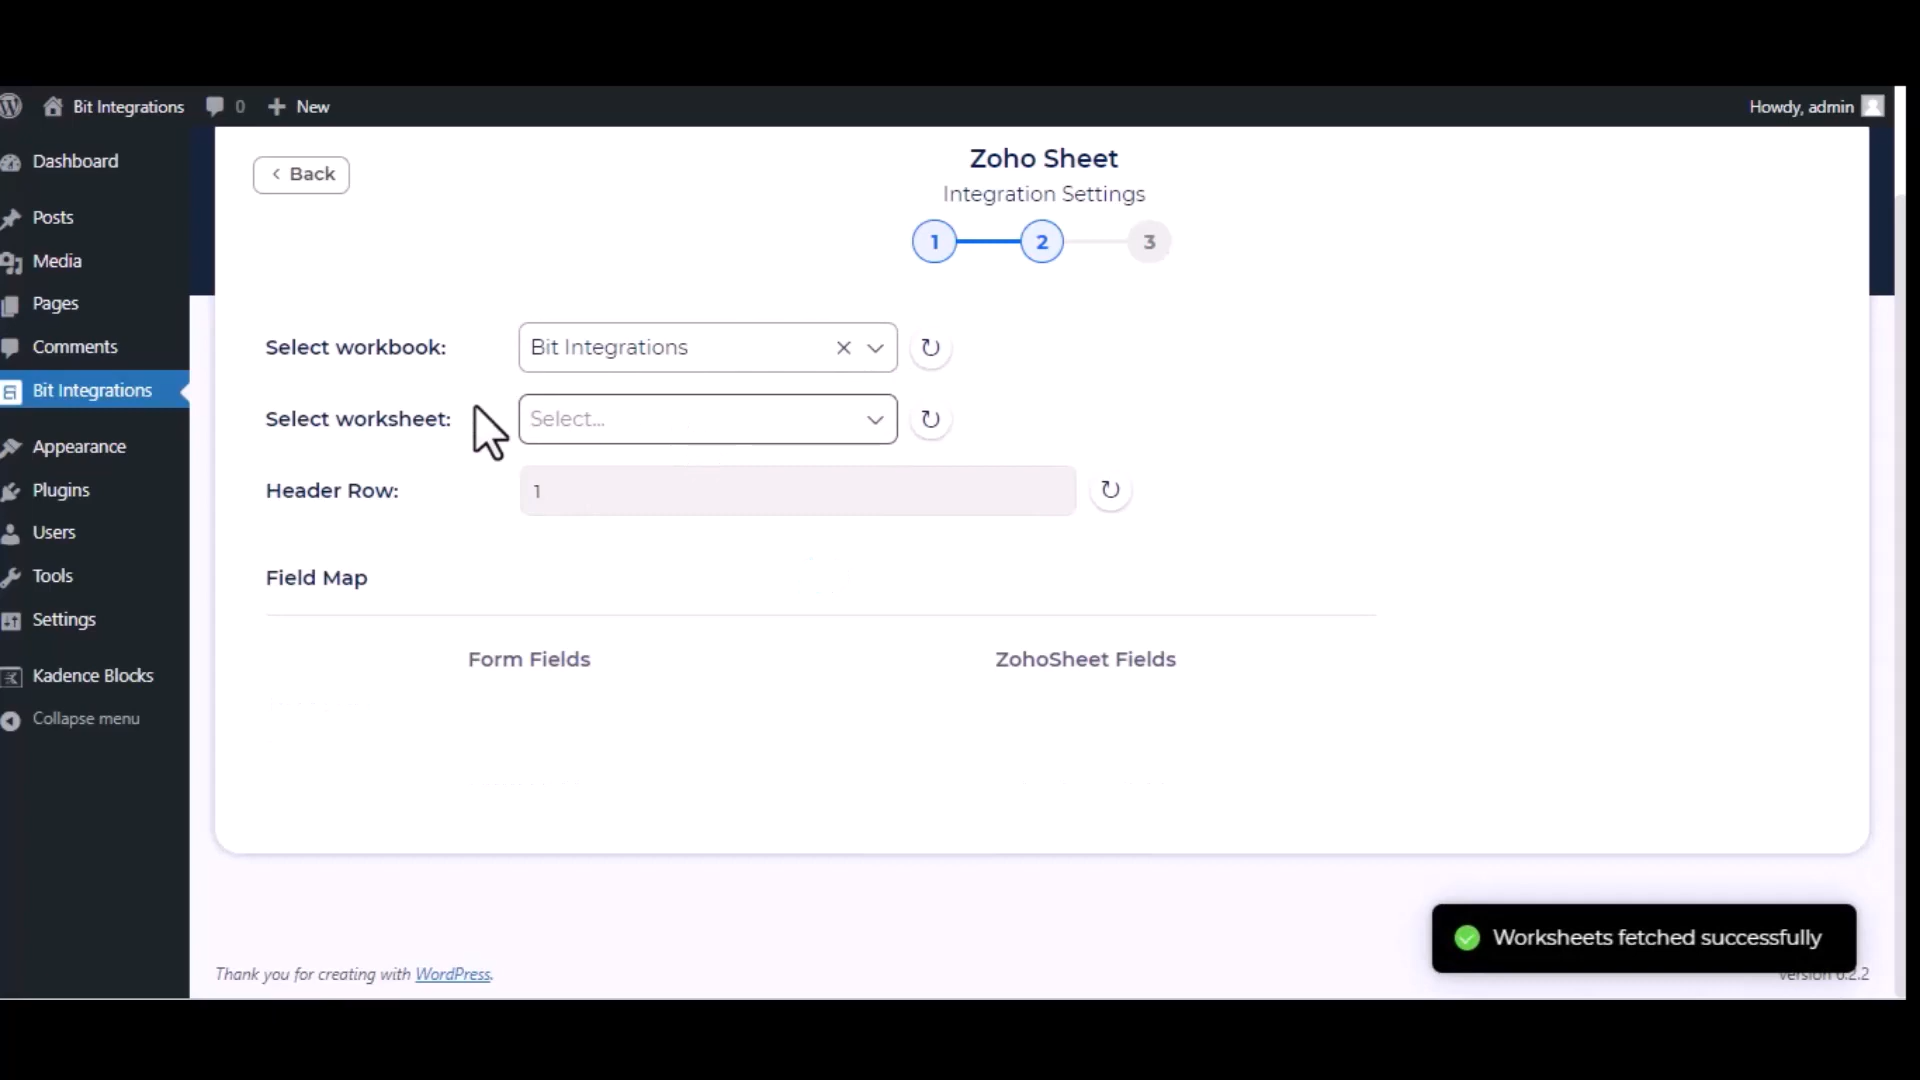 Bit Integrations 0 New Howdy, admin
Dashboard
Posts
Media
Pages
Comments
Bit Integrations
Appearance
Plugins
Users
Tools
Settings
Kadence Blocks
Collapse menu
Back
Zoho Sheet
Integration Settings
1 2 3
Select workbook: Bit Integrations
Select worksheet: Select...
Header Row: 1
Field Map
Form Fields ZohoSheet Fields
Worksheets fetched successfully
Thank you for creating with WordPress.
Version 6.2.2